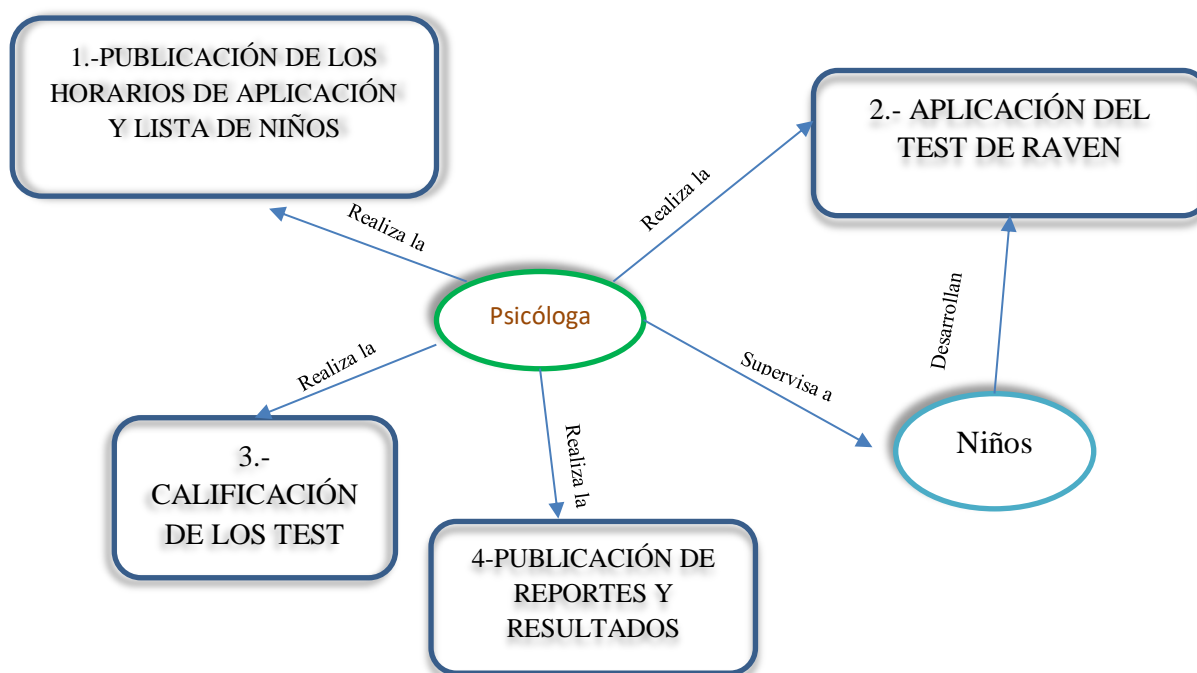 1.-PUBLICACIÓN DE LOS
HORARIOS DE APLICACIÓN
Y LISTA DE NIÑOS
2.- APLICACIÓN DEL
TEST DE RAVEN
Realiza la
Realiza la
Psicóloga
Desarrollan
Realiza la
Supervisa a
Niños
3.-
CALIFICACIÓN
DE LOS TEST
Realiza la
4-PUBLICACIÓN DE
REPORTES Y
RESULTADOS